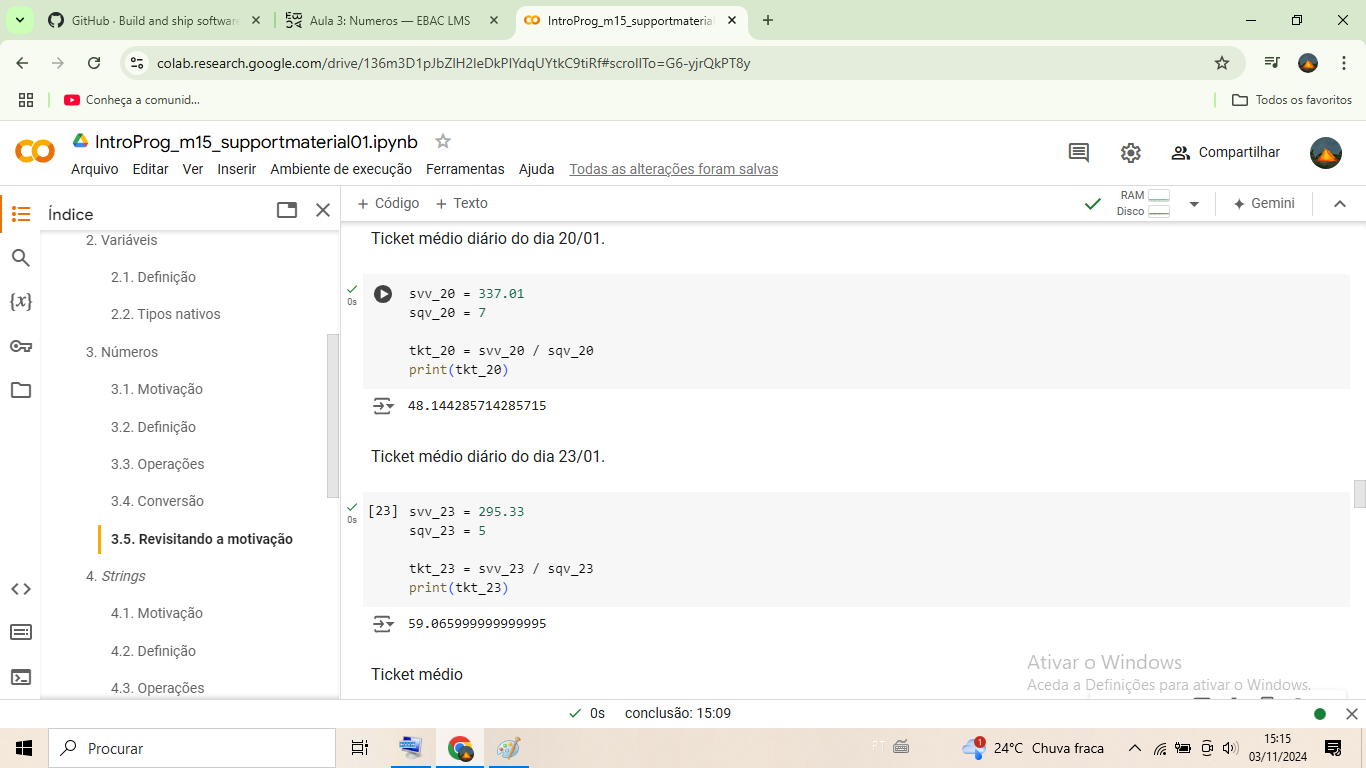 GitHub · Build and ship software
Aula 3: Numeros — EBAC LMS
IntroProg_m15_supportmaterial
colab.research.google.com/drive/136m3D1pJbZlH2IeDkPlYdqUYtkC9tiRf#scrollTo=G6-yjrQkPT8y
Conheça a comunid...
Todos os favoritos
IntroProg_m15_supportmaterial01.ipynb
Arquivo Editar Ver Inserir Ambiente de execução Ferramentas Ajuda Todas as alterações foram salvas
Compartilhar
Índice
+ Código + Texto
RAM
Disco
Gemini
2. Variáveis
2.1. Definição
2.2. Tipos nativos
3. Números
3.1. Motivação
3.2. Definição
3.3. Operações
3.4. Conversão
3.5. Revisitando a motivação
4. Strings
4.1. Motivação
4.2. Definição
4.3. Operações
Ticket médio diário do dia 20/01.
0s
svv_20 = 337.01
sqv_20 = 7
tkt_20 = svv_20 / sqv_20
print(tkt_20)
48.144285714285715
Ticket médio diário do dia 23/01.
0s
[23] svv_23 = 295.33
sqv_23 = 5
tkt_23 = svv_23 / sqv_23
print(tkt_23)
59.065999999999995
Ticket médio
Ativar o Windows
Aceda a Definições para ativar o Windows.
0s conclusão: 15:09
Procurar
PT
1
24°C Chuva fraca
15:15
03/11/2024